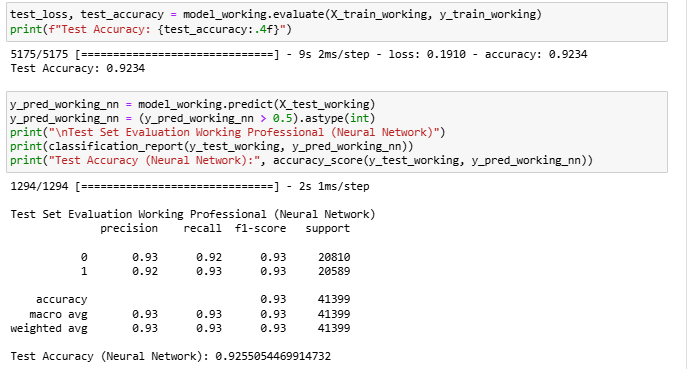 test_loss, test_accuracy = model_working.evaluate(X_train_working, y_train_working)
print(f"Test Accuracy: {test_accuracy:.4f}")
5175/5175 [==============================] - 9s 2ms/step - loss: 0.1910 - accuracy: 0.9234
Test Accuracy: 0.9234
y_pred_working_nn = model_working.predict(X_test_working)
y_pred_working_nn = (y_pred_working_nn > 0.5).astype(int)
print("\nTest Set Evaluation Working Professional (Neural Network)")
print(classification_report(y_test_working, y_pred_working_nn))
print("Test Accuracy (Neural Network):", accuracy_score(y_test_working, y_pred_working_nn))
1294/1294 [==============================] - 2s 1ms/step
Test Set Evaluation Working Professional (Neural Network)
precision recall f1-score support
0 0.93 0.92 0.93 20810
1 0.92 0.93 0.93 20589
accuracy 0.93 41399
macro avg 0.93 0.93 0.93 41399
weighted avg 0.93 0.93 0.93 41399
Test Accuracy (Neural Network): 0.9255054469914732